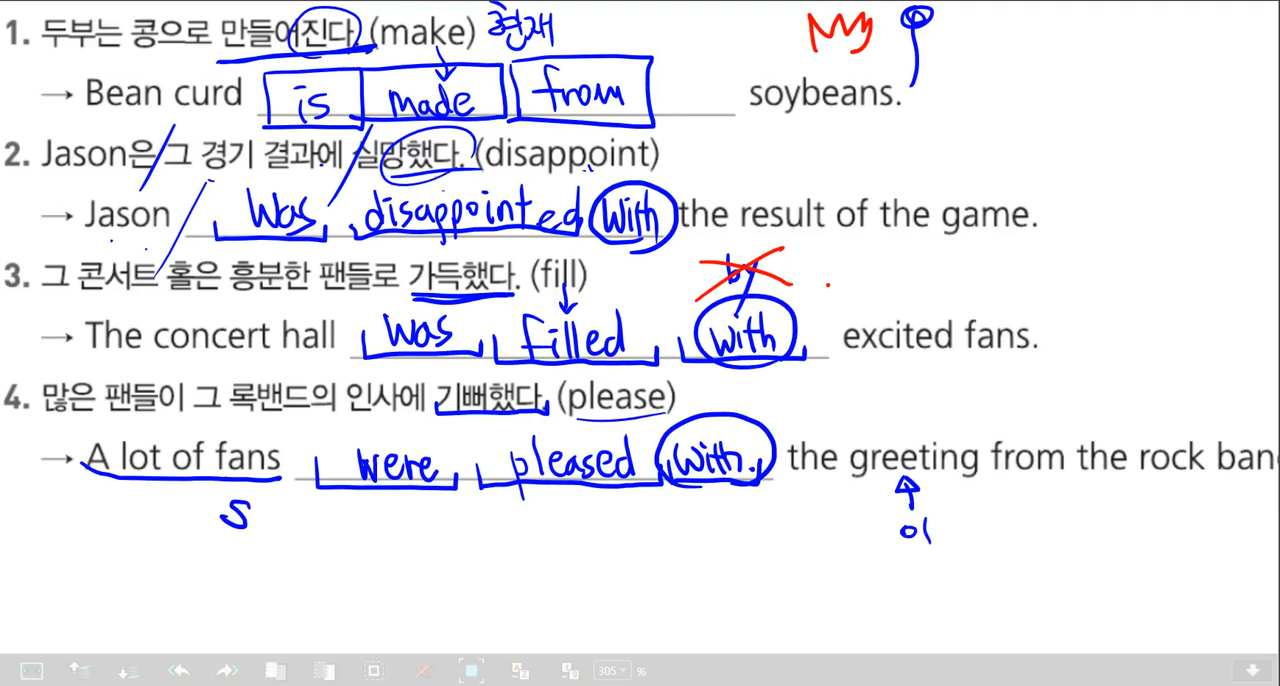 1. 두부는 콩으로 만들어진다. (make) 현재
→ Bean curd is made from soybeans.
2. Jason은 그 경기 결과에 실망했다. (disappoint)
→ Jason was disappointed with the result of the game.
3. 그 콘서트 홀은 흥분한 팬들로 가득했다. (fill) by
→ The concert hall was filled with excited fans.
4. 많은 팬들이 그 록밴드의 인사에 기뻐했다. (please)
→ A lot of fans were pleased with. the greeting from the rock ban
S
이
305 %